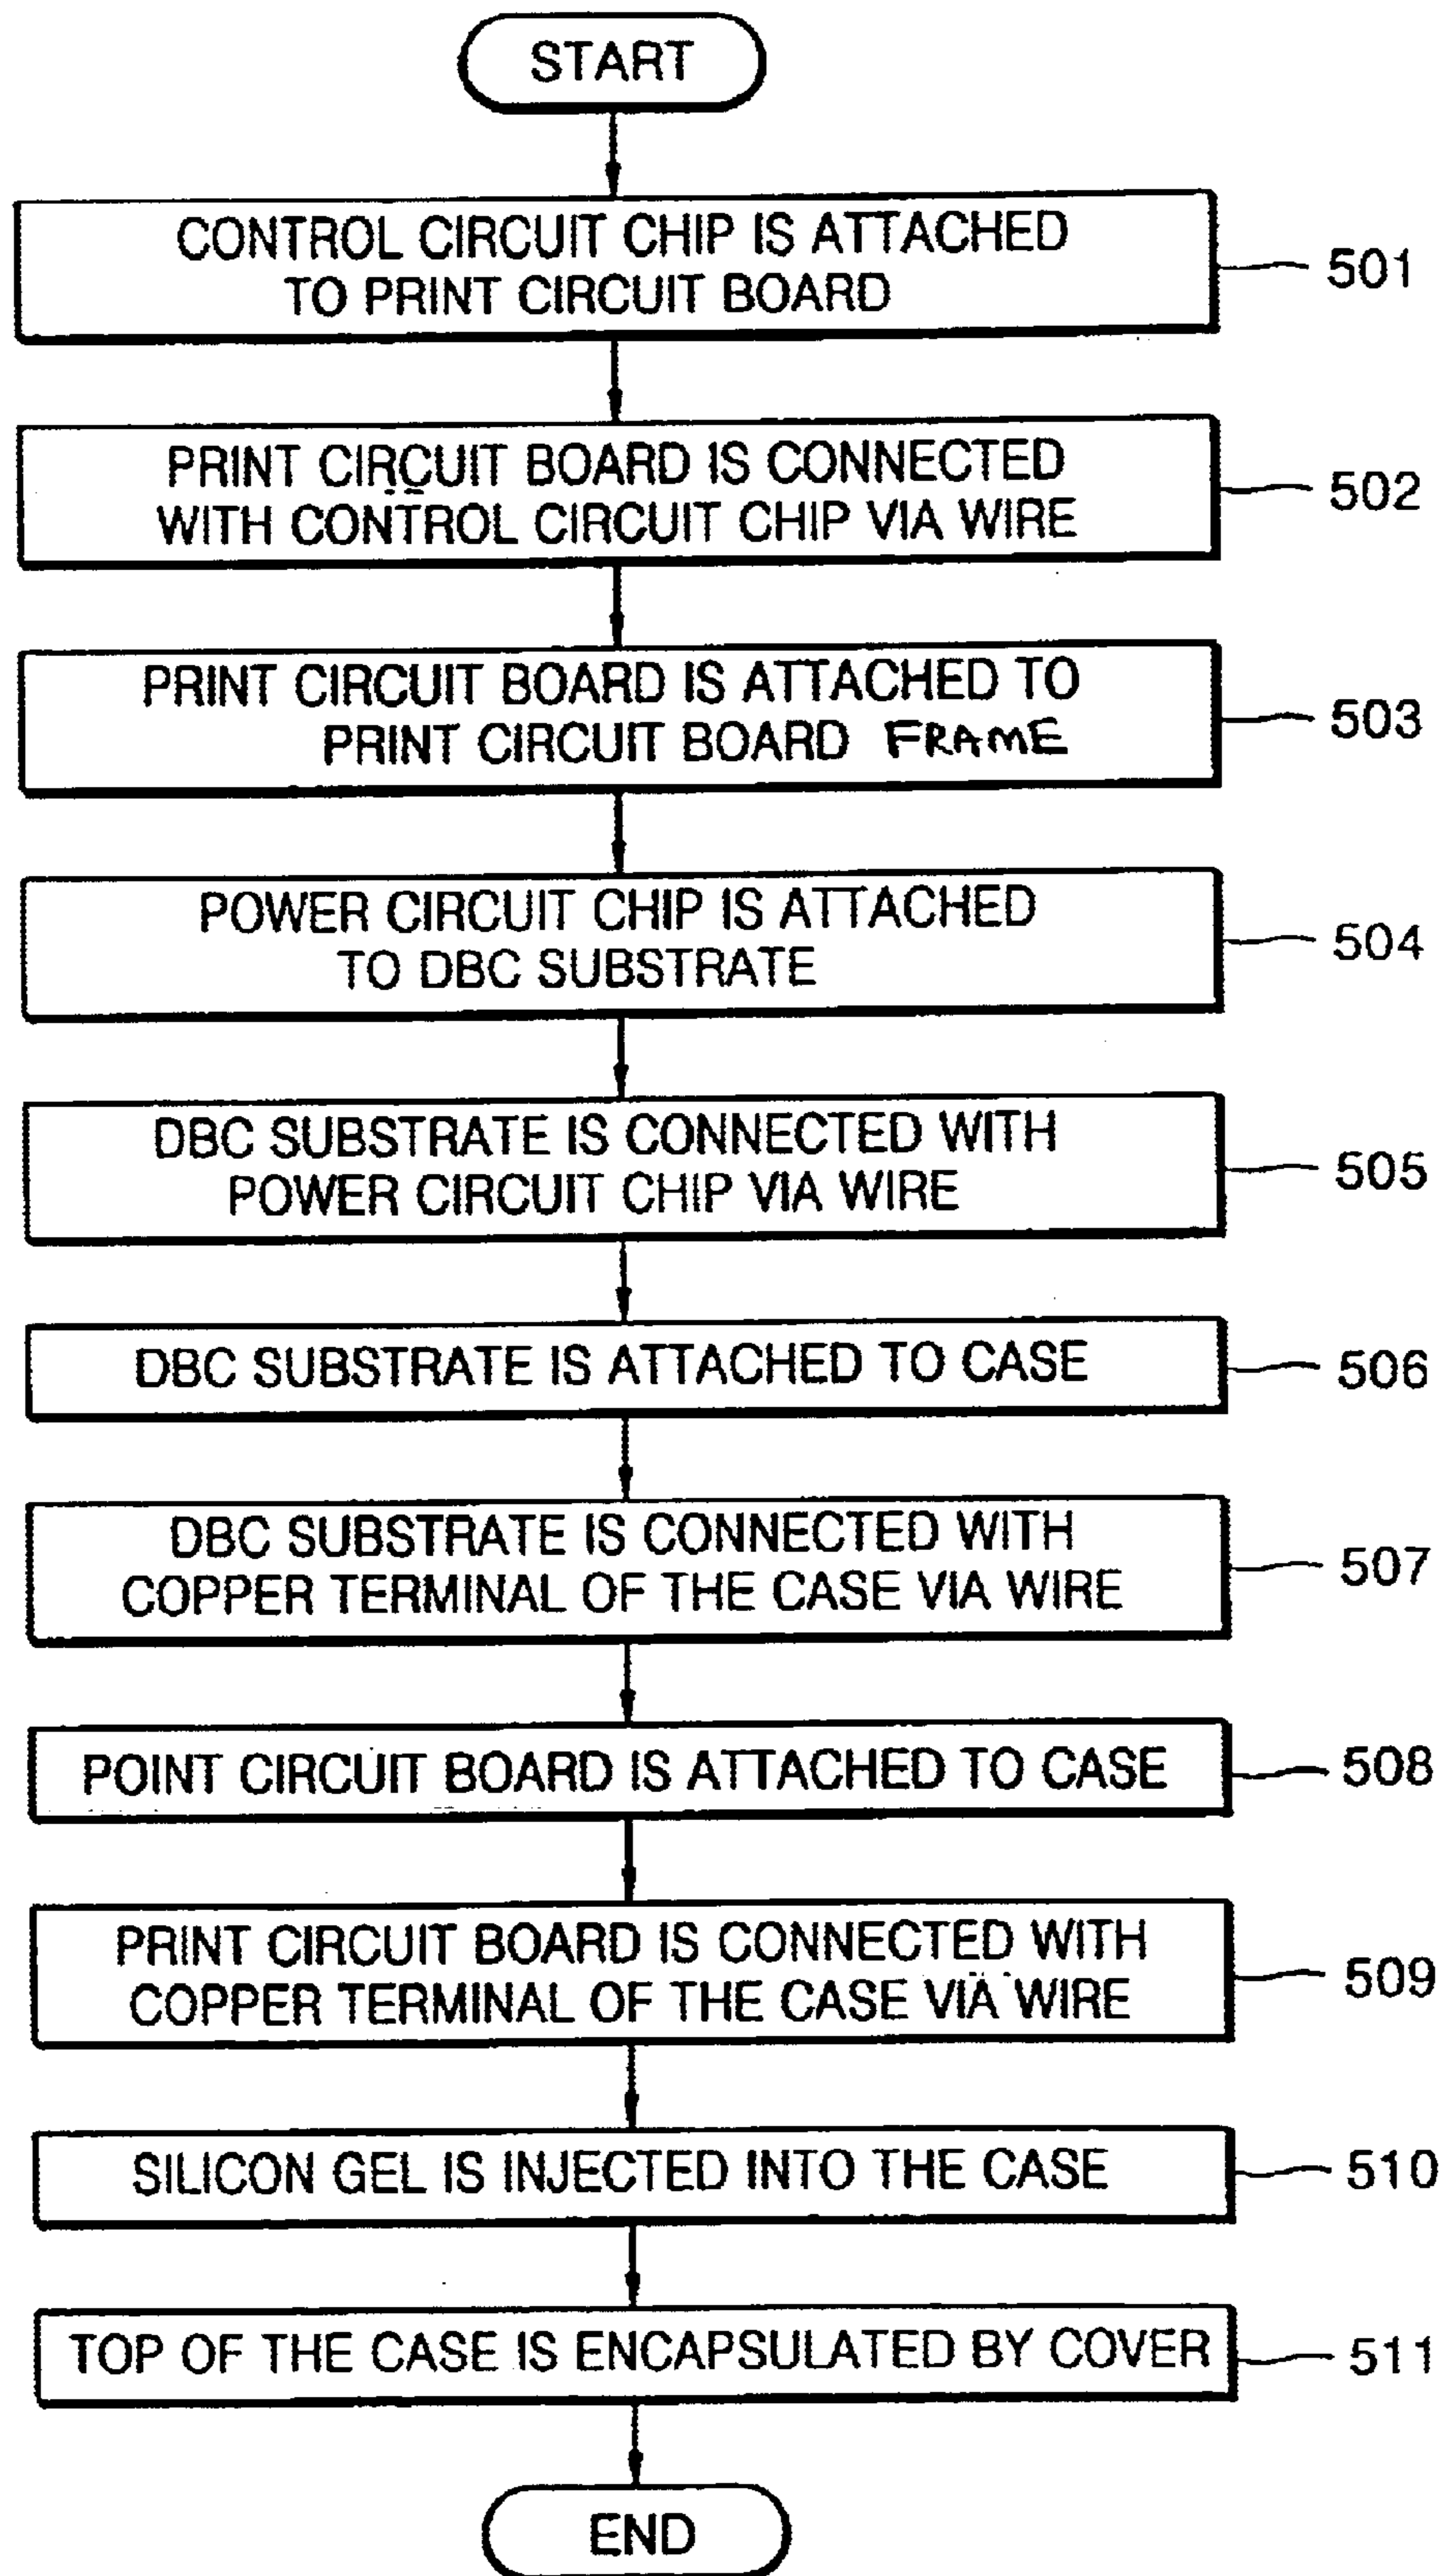 START
CONTROL CIRCUIT CHIP IS ATTACHED
TO PRINT CIRCUIT BOARD
501
PRINT CIRCUIT BOARD IS CONNECTED
WITH CONTROL CIRCUIT CHIP VIA WIRE
502
PRINT CIRCUIT BOARD IS ATTACHED TO
PRINT CIRCUIT BOARD FRAME
503
POWER CIRCUIT CHIP IS ATTACHED
TO DBC SUBSTRATE
504
DBC SUBSTRATE IS CONNECTED WITH
POWER CIRCUIT CHIP VIA WIRE
505
DBC SUBSTRATE IS ATTACHED TO CASE
506
DBC SUBSTRATE IS CONNECTED WITH
COPPER TERMINAL OF THE CASE VIA WIRE
507
POINT CIRCUIT BOARD IS ATTACHED TO CASE
508
PRINT CIRCUIT BOARD IS CONNECTED WITH
COPPER TERMINAL OF THE CASE VIA WIRE
509
SILICON GEL IS INJECTED INTO THE CASE
510
TOP OF THE CASE IS ENCAPSULATED BY COVER
511
END